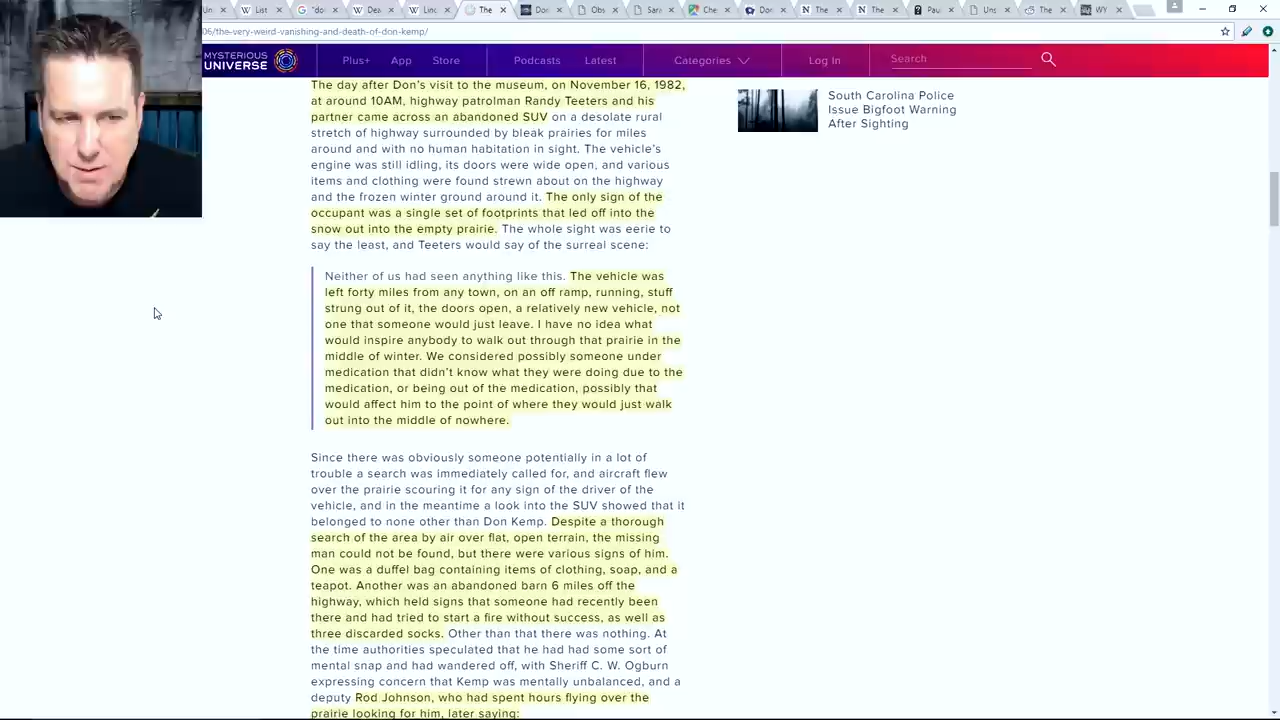 Un
W List
G "dov
W Dea
W Linc
The
Dor
Obs
Sara
Che
Don
N The
N The
Pau
Uns
The
WY
06/the-very-weird-vanishing-and-death-of-don-kemp/
MYSTERIOUS
UNIVERSE
Plus+ App Store Podcasts Latest Categories Log In Search
The day after Don's visit to the museum, on November 16, 1982,
at around 10AM, highway patrolman Randy Teeters and his
partner came across an abandoned SUV on a desolate rural
stretch of highway surrounded by bleak prairies for miles
around and with no human habitation in sight. The vehicle's
engine was still idling, its doors were wide open, and various
items and clothing were found strewn about on the highway
and the frozen winter ground around it. The only sign of the
occupant was a single set of footprints that led off into the
snow out into the empty prairie. The whole sight was eerie to
say the least, and Teeters would say of the surreal scene:
Neither of us had seen anything like this. The vehicle was
left forty miles from any town, on an off ramp, running, stuff
strung out of it, the doors open, a relatively new vehicle, not
one that someone would just leave. I have no idea what
would inspire anybody to walk out through that prairie in the
middle of winter. We considered possibly someone under
medication that didn't know what they were doing due to the
medication, or being out of the medication, possibly that
would affect him to the point of where they would just walk
out into the middle of nowhere.
Since there was obviously someone potentially in a lot of
trouble a search was immediately called for, and aircraft flew
over the prairie scouring it for any sign of the driver of the
vehicle, and in the meantime a look into the SUV showed that it
belonged to none other than Don Kemp. Despite a thorough
search of the area by air over flat, open terrain, the missing
man could not be found, but there were various signs of him.
One was a duffel bag containing items of clothing, soap, and a
teapot. Another was an abandoned barn 6 miles off the
highway, which held signs that someone had recently been
there and had tried to start a fire without success, as well as
three discarded socks. Other than that there was nothing. At
the time authorities speculated that he had had some sort of
mental snap and had wandered off, with Sheriff C. W. Ogburn
expressing concern that Kemp was mentally unbalanced, and a
deputy Rod Johnson, who had spent hours flying over the
prairie looking for him, later saying:
South Carolina Police
Issue Bigfoot Warning
After Sighting